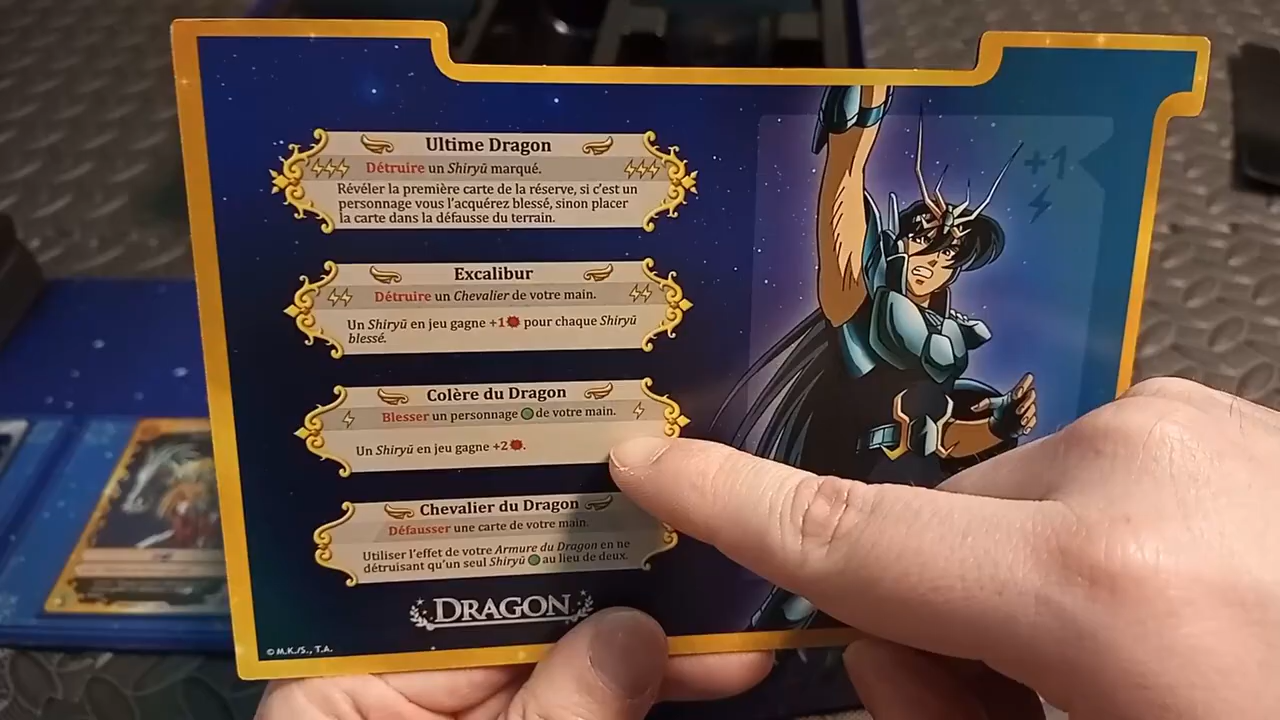 Ultime Dragon
Détruire un Shiryū marqué.
Révéler la première carte de la réserve, si c'est un
personnage vous l'acquérez blessé, sinon placer
la carte dans la défausse du terrain.
Excalibur
Détruire un Chevalier de votre main.
Un Shiryū en jeu gagne +1 pour chaque Shiryū
blessé.
Colère du Dragon
Blesser un personnage de votre main.
Un Shiryū en jeu gagne +2.
Chevalier du Dragon
Défausser une carte de votre main.
Utiliser l'effet de votre Armure du Dragon en ne
détruisant qu'un seul Shiryū au lieu de deux.
DRAGON
© M.K./S., T.A.
+1